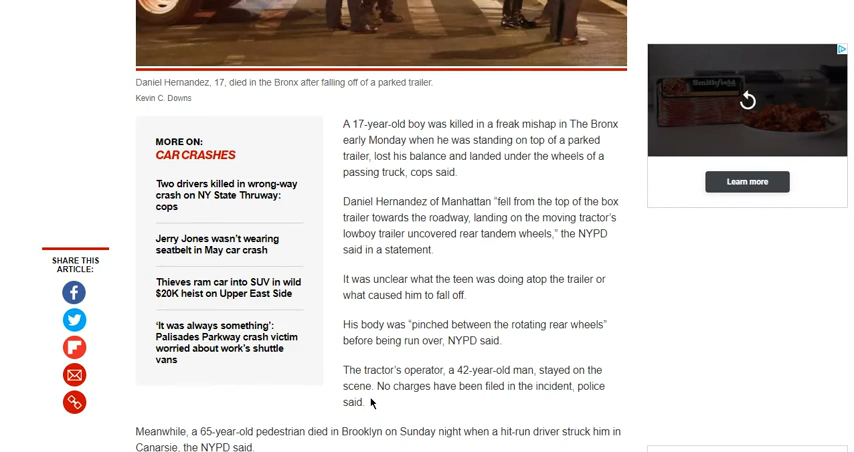 Daniel Hernandez, 17, died in the Bronx after falling off of a parked trailer.
Kevin C. Downs
MORE ON:
CAR CRASHES
Two drivers killed in wrong-way
crash on NY State Thruway:
cops
Jerry Jones wasn't wearing
seatbelt in May car crash
Thieves ram car into SUV in wild
$20K heist on Upper East Side
'It was always something':
Palisades Parkway crash victim
worried about work's shuttle
vans
SHARE THIS
ARTICLE:
A 17-year-old boy was killed in a freak mishap in The Bronx
early Monday when he was standing on top of a parked
trailer, lost his balance and landed under the wheels of a
passing truck, cops said.
Daniel Hernandez of Manhattan "fell from the top of the box
trailer towards the roadway, landing on the moving tractor's
lowboy trailer uncovered rear tandem wheels," the NYPD
said in a statement.
It was unclear what the teen was doing atop the trailer or
what caused him to fall off.
His body was "pinched between the rotating rear wheels"
before being run over, NYPD said.
The tractor's operator, a 42-year-old man, stayed on the
scene. No charges have been filed in the incident, police
said.
Meanwhile, a 65-year-old pedestrian died in Brooklyn on Sunday night when a hit-run driver struck him in
Canarsie, the NYPD said.
Smithfield
Learn more